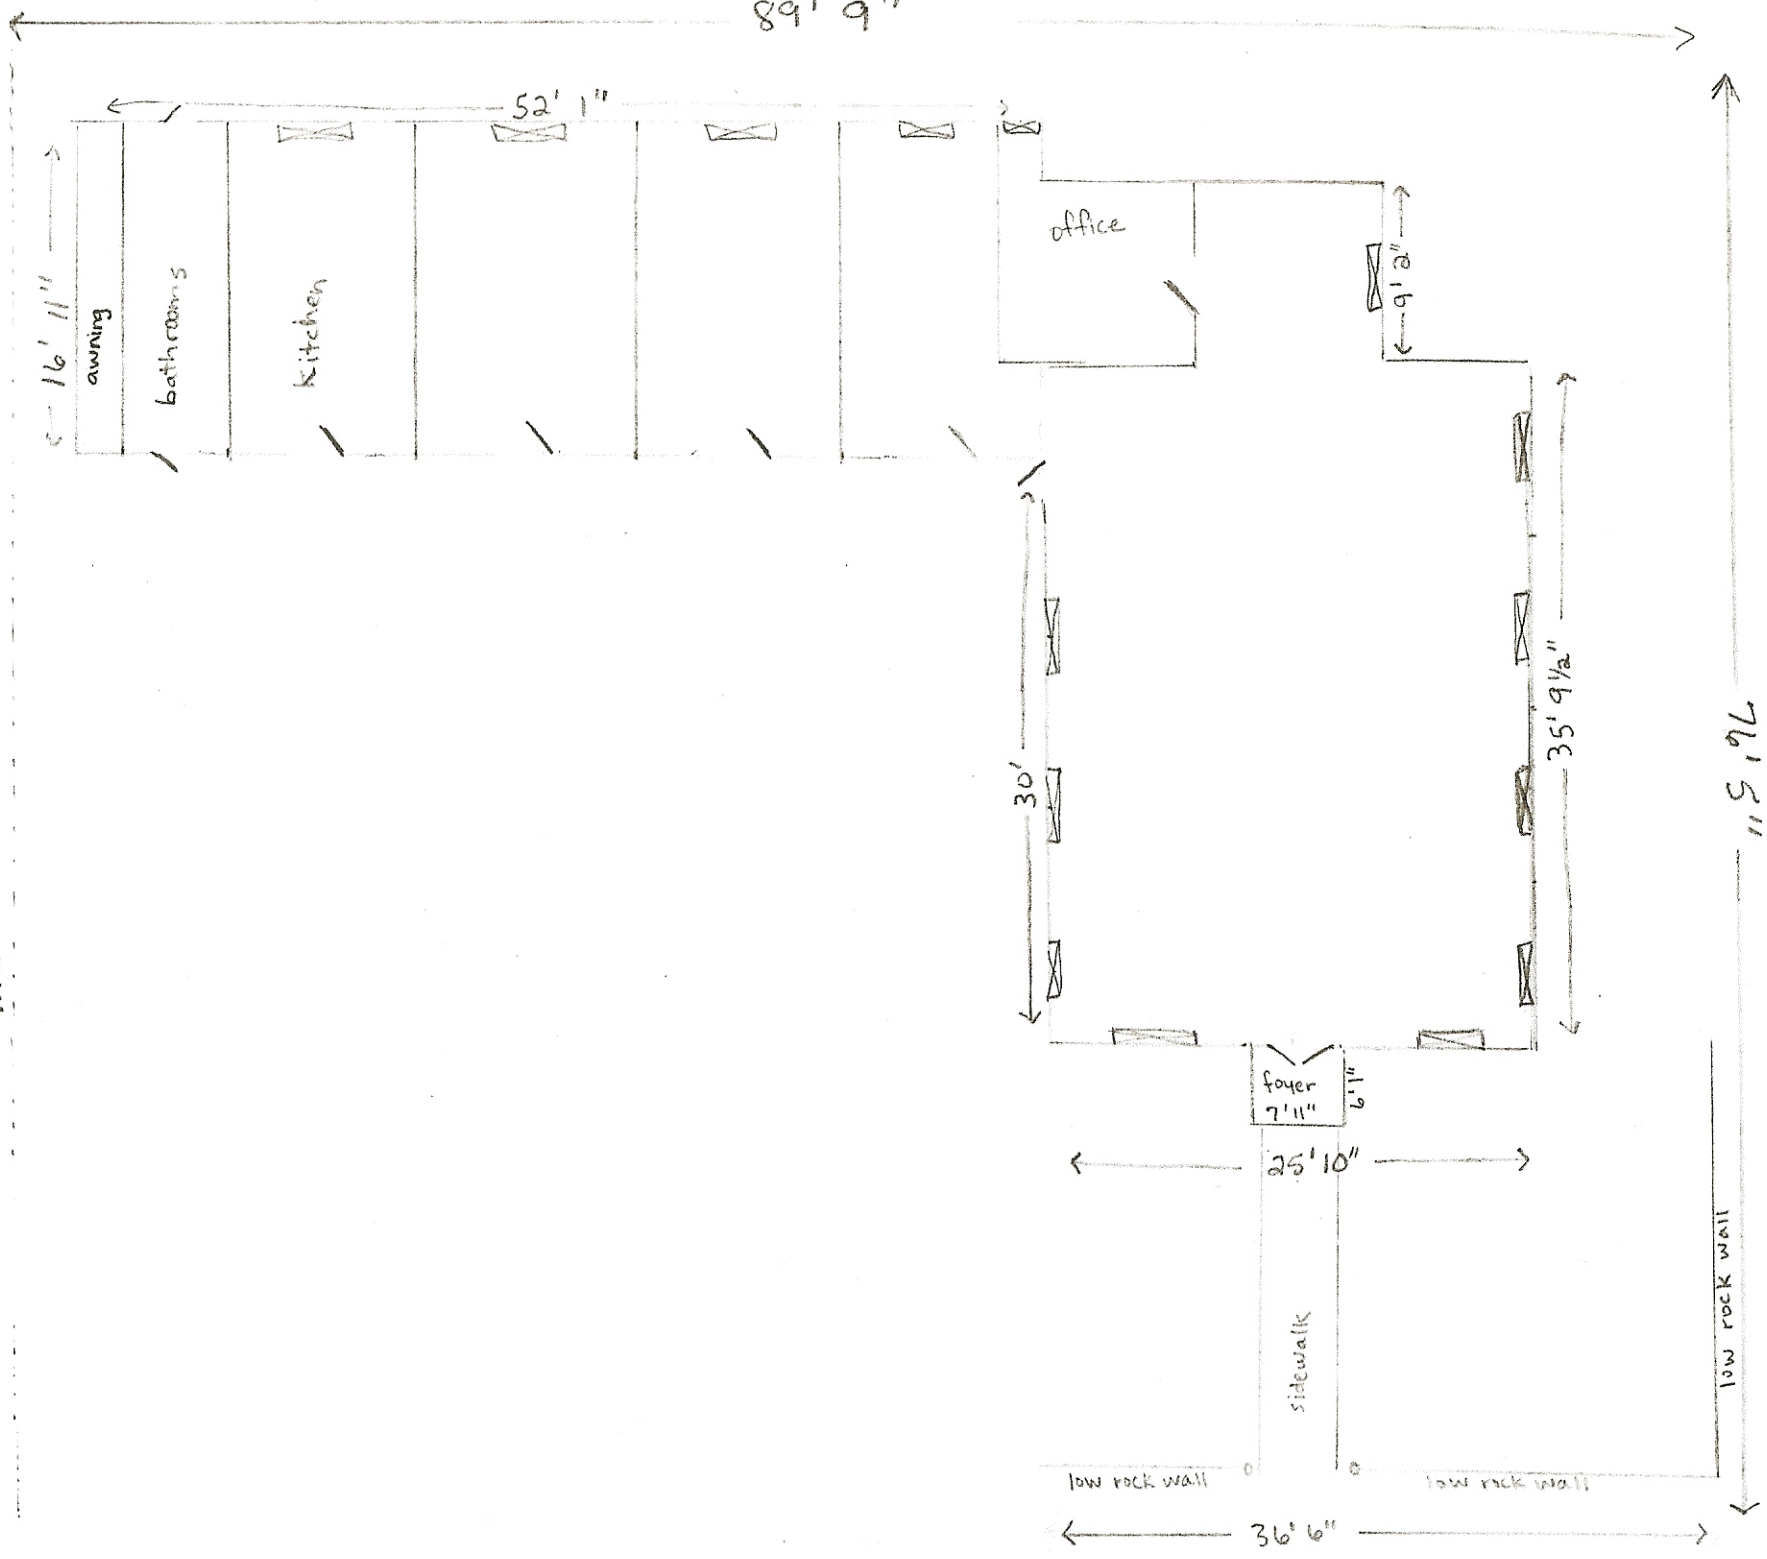 89' 9"
52' 1"
16' 11"
awning
bathrooms
Kitchen
office
9' 2"
35' 9½"
30'
76' 5"
foyer
7'11"
6'1"
25'10"
sidewalk
low rock wall
low rock wall
low rock wall
36' 6"